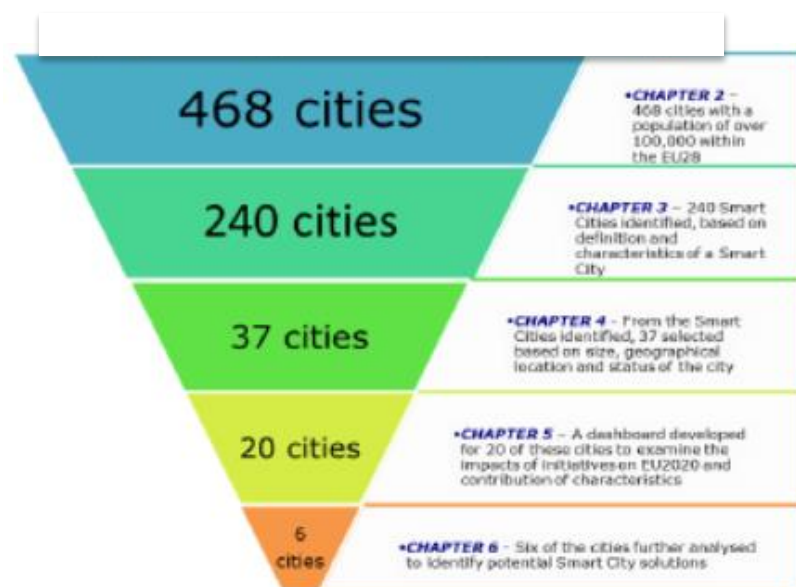 468 cities
•CHAPTER 2 –
468 cities with a
population of over
100,000 within
the EU28
240 cities
•CHAPTER 3 – 240 Smart
Cities identified, based on
definition and
characteristics of a Smart
City
37 cities
•CHAPTER 4 - From the Smart
Cities identified, 37 selected
based on size, geographical
location and status of the city
20 cities
•CHAPTER 5 – A dashboard developed
for 20 of these cities to examine the
impacts of initiatives on EU2020 and
contribution of characteristics
6
cities
•CHAPTER 6 - Six of the cities further analysed
to identify potential Smart City solutions